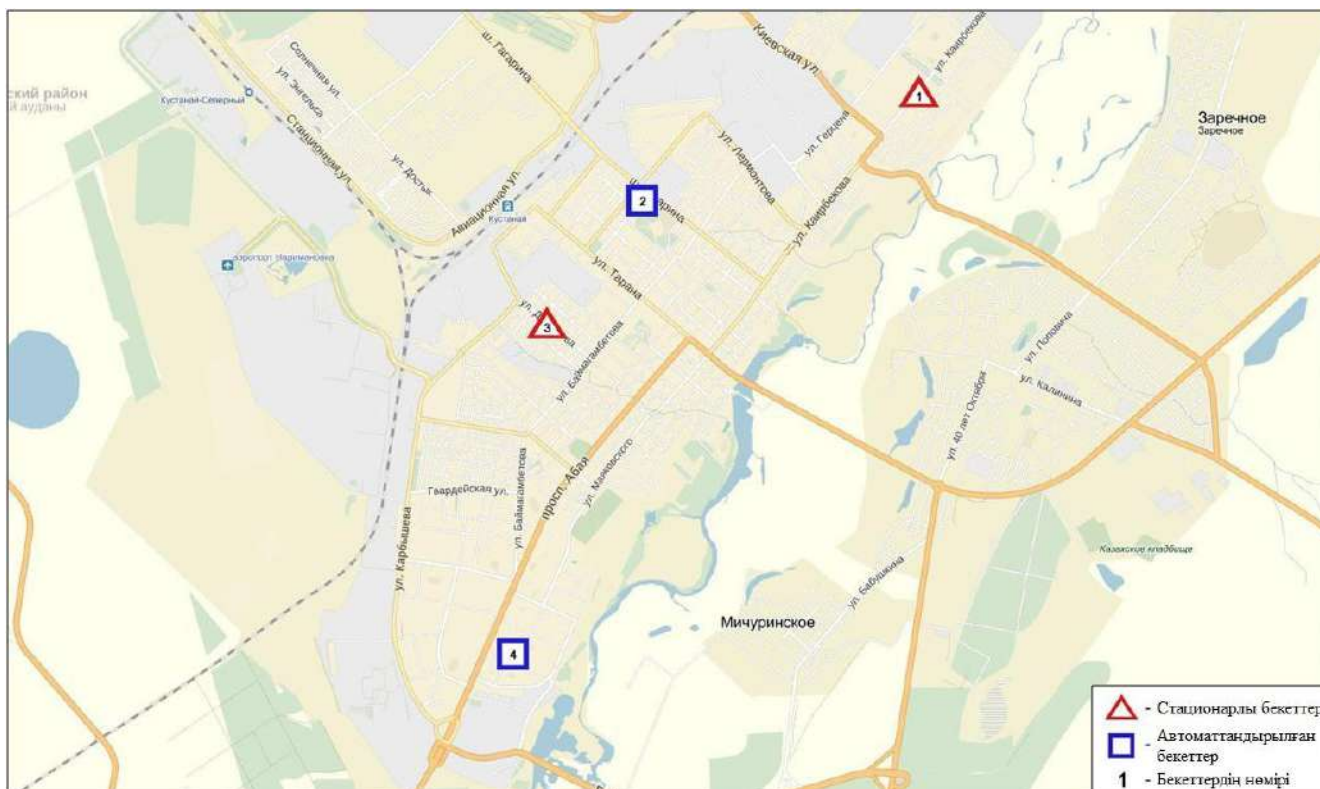 Киевская ул.
ул. Каирбекова
Солнечная ул.
ш. Гагарина
ский район
й ауданы
Кустанай-Северный
ул. Энгельса
1
Заречное
Заречное
Станционная ул.
ул. Герцена
ул. Лермонтова
ул. Достык
Авиационная ул.
2
Кустанай
ул. Каирбекова
ул. Тарана
3
ул. Баймагамбетова
ул. Поповича
ул. Калинина
ул. 40 лет Октября
ул. Маяковского
просп. Абая
Гвардейская ул.
ул. Баймагамбетова
ул. Карбышева
Казахское кладбище
ул. Бабушкина
Мичуринское
4
- Стационарлы бекеттер
- Автоматтандырылған
бекеттер
1 - Бекеттердің нөмірі